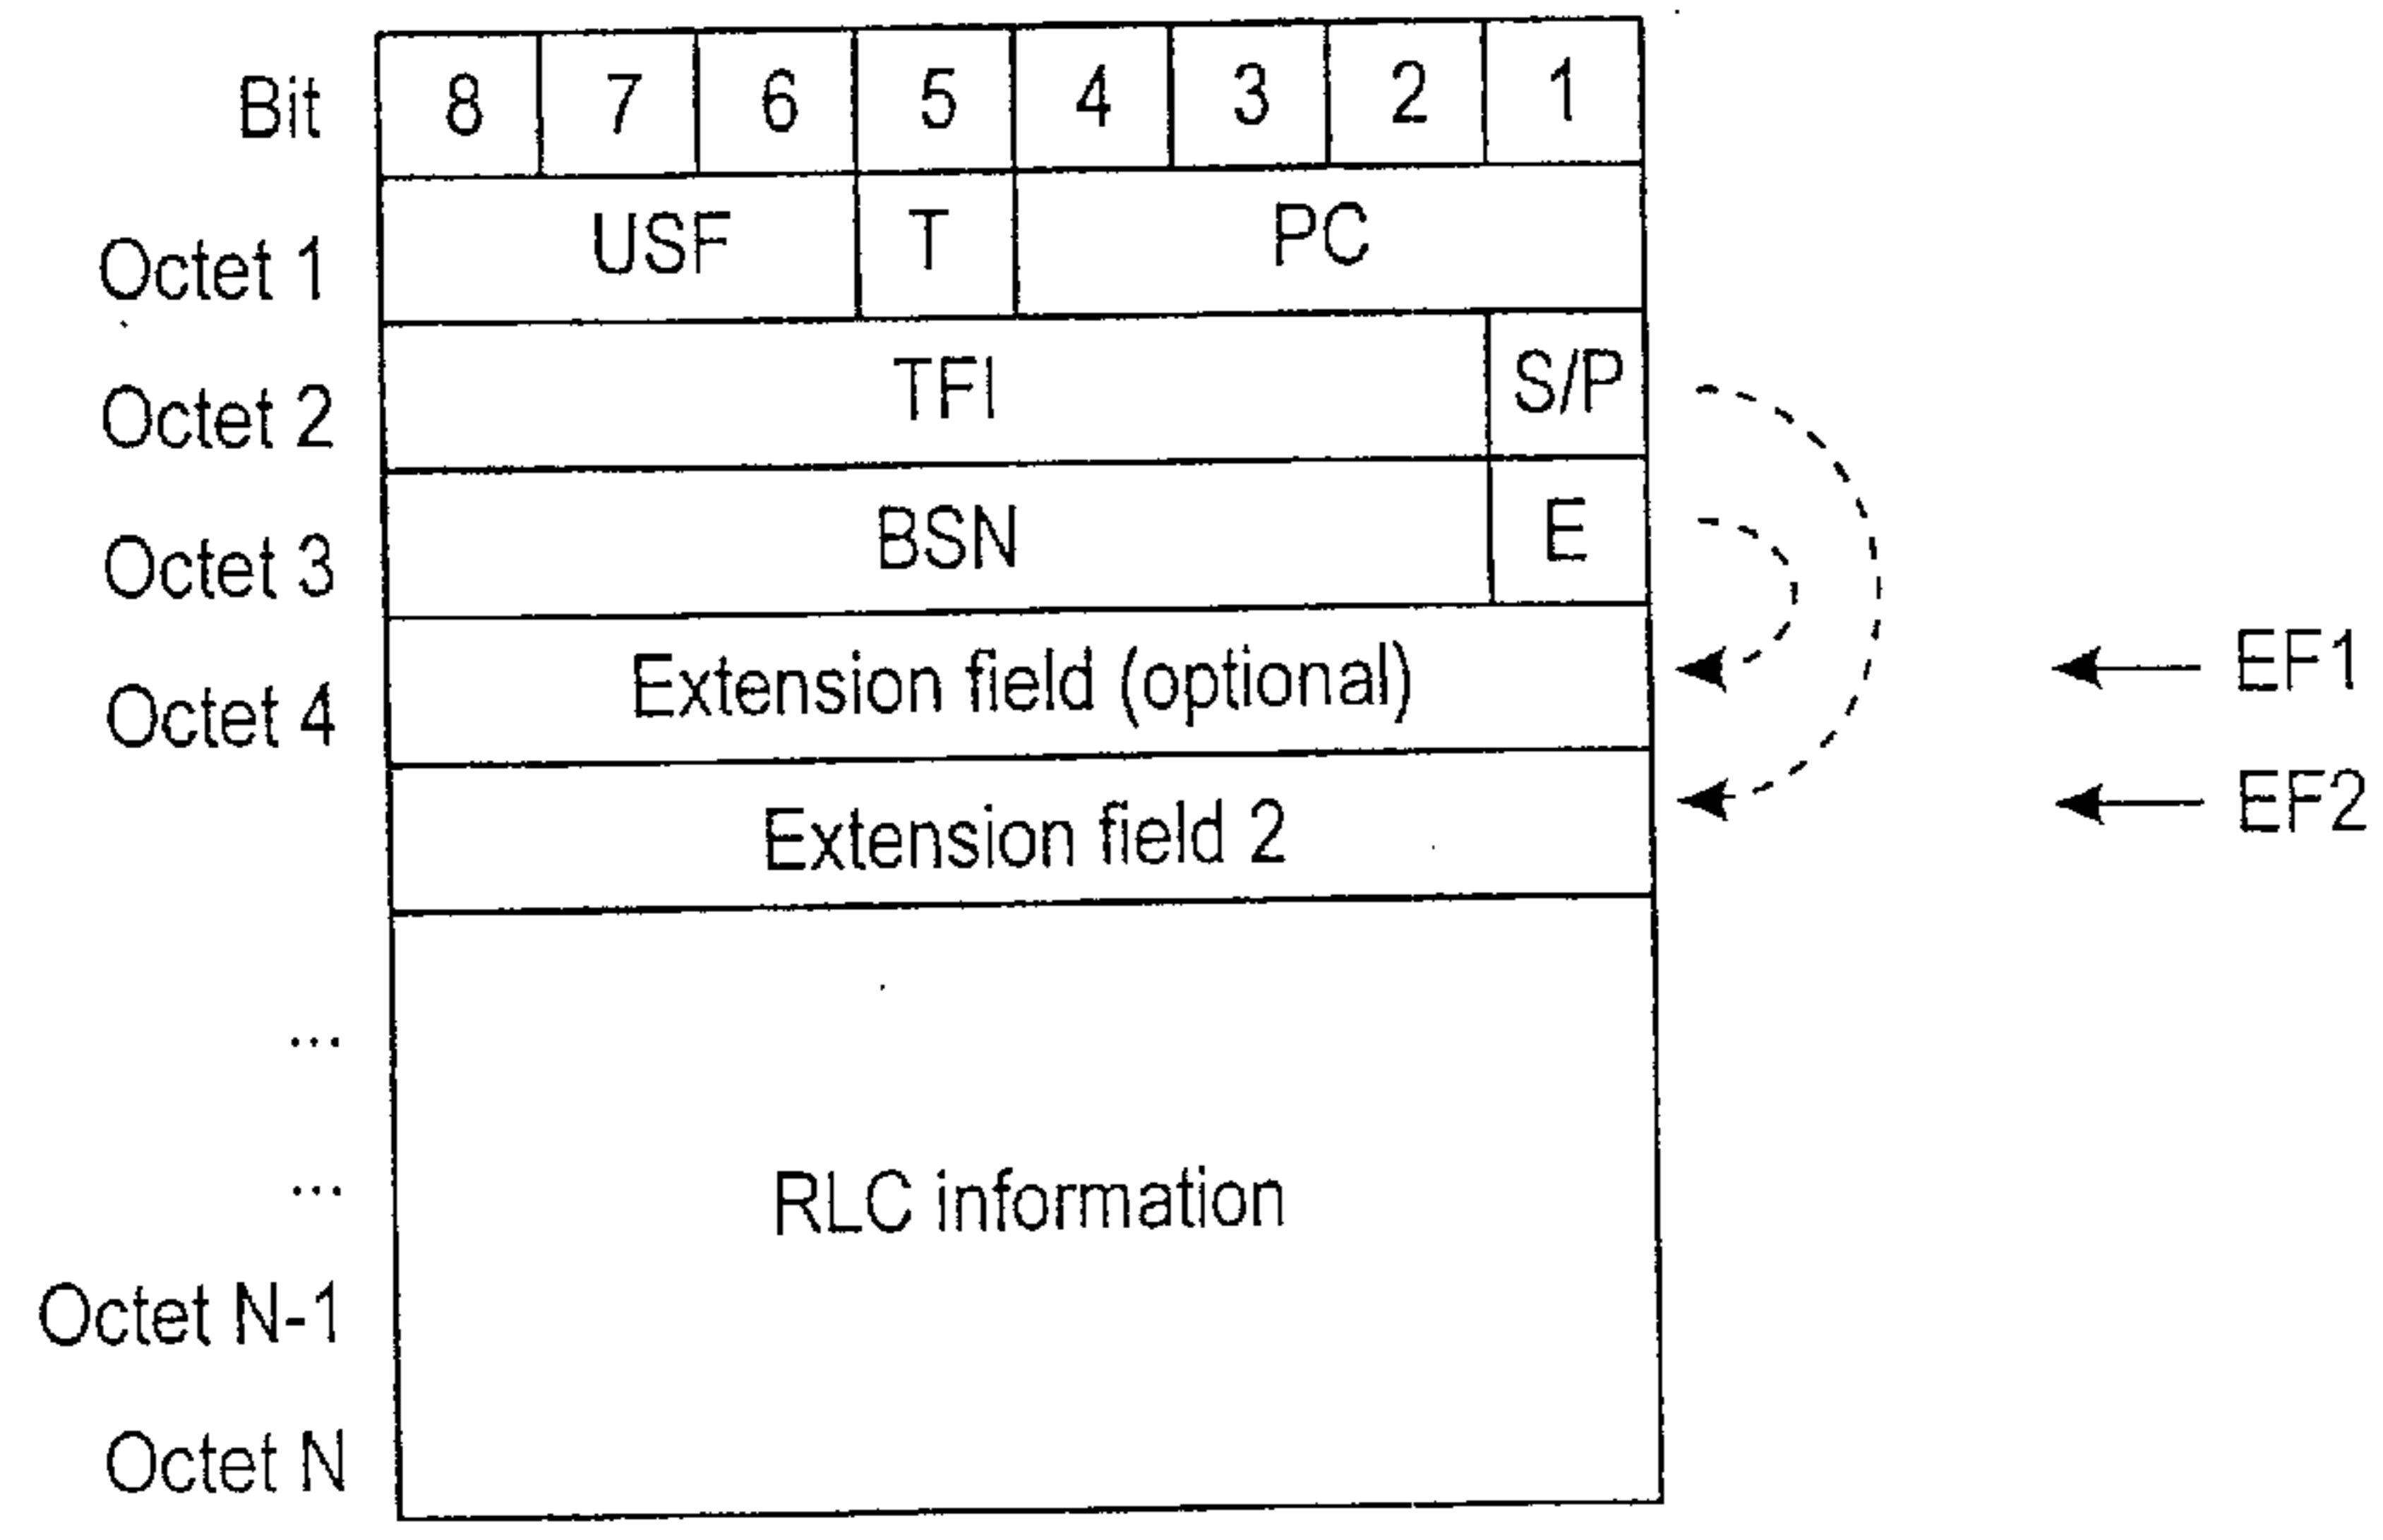 Bit 8 7 6 5 4 3 2 1
Octet 1 USF T PC
Octet 2 TFI S/P
Octet 3 BSN E
Octet 4 Extension field (optional) EF1
Extension field 2 EF2
...
... RLC information
Octet N-1
Octet N